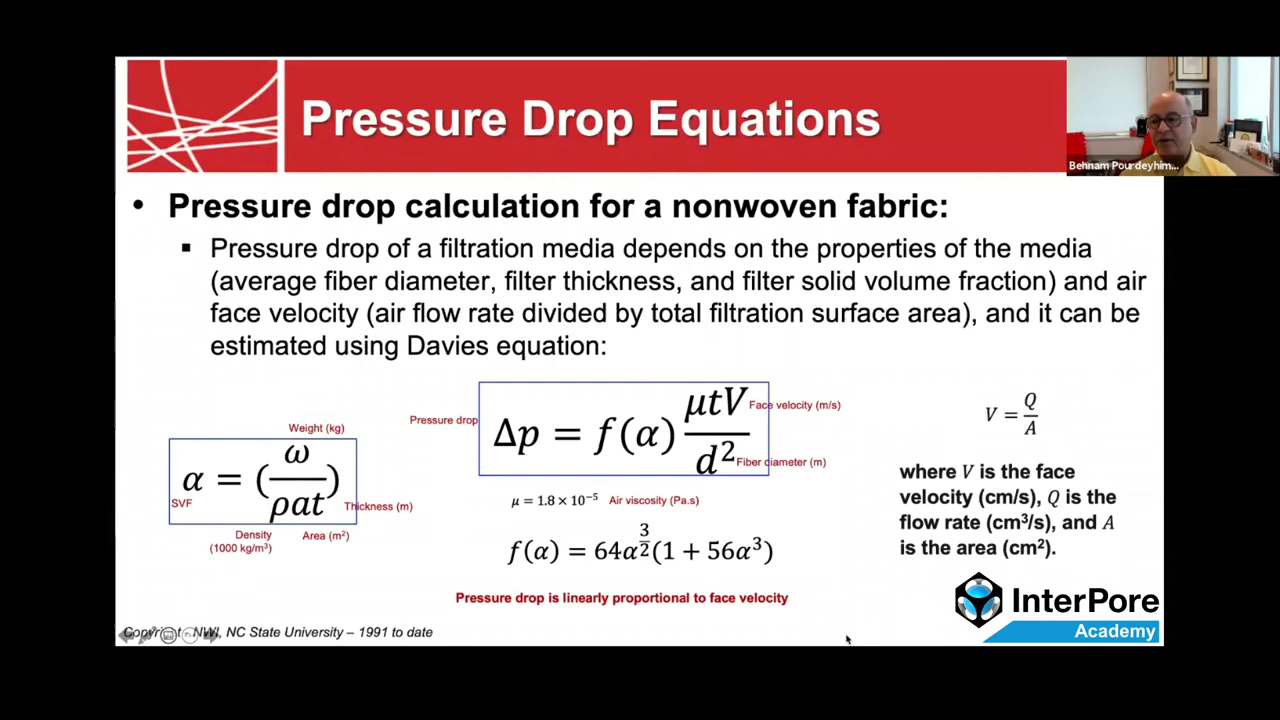 Pressure Drop Equations
Behnam Pourdeyhim...
• Pressure drop calculation for a nonwoven fabric:
▪ Pressure drop of a filtration media depends on the properties of the media
(average fiber diameter, filter thickness, and filter solid volume fraction) and air
face velocity (air flow rate divided by total filtration surface area), and it can be
estimated using Davies equation:
Weight (kg)
α = (ω/ρat)
SVF
Thickness (m)
Density
(1000 kg/m³)
Area (m²)
Pressure drop
Δp = f(α) μtV/d²
Face velocity (m/s)
Fiber diameter (m)
μ = 1.8 × 10⁻⁵ Air viscosity (Pa.s)
f(α) = 64α^(3/2)(1 + 56α³)
Pressure drop is linearly proportional to face velocity
V = Q/A
where V is the face
velocity (cm/s), Q is the
flow rate (cm³/s), and A
is the area (cm²).
InterPore
Academy
NWI, NC State University – 1991 to date